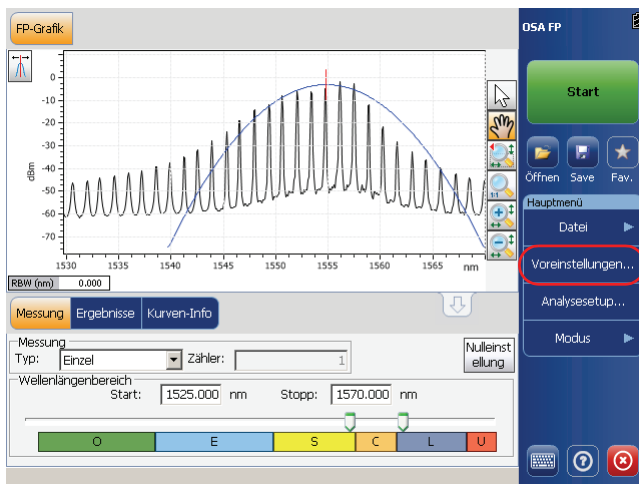 FP-Grafik
OSA FP
0
-10
-20
-30
-40
-50
-60
-70
dBm
1530 1535 1540 1545 1550 1555 1560 1565 nm
RBW (nm) 0.000
Messung Ergebnisse Kurven-Info
Messung
Typ: Einzel Zähler: 1
Nulleinst
ellung
Wellenlängenbereich
Start: 1525.000 nm Stopp: 1570.000 nm
O E S C L U
Start
Öffnen Save Fav.
Hauptmenü
Datei
Voreinstellungen...
Analysesetup...
Modus
1:1